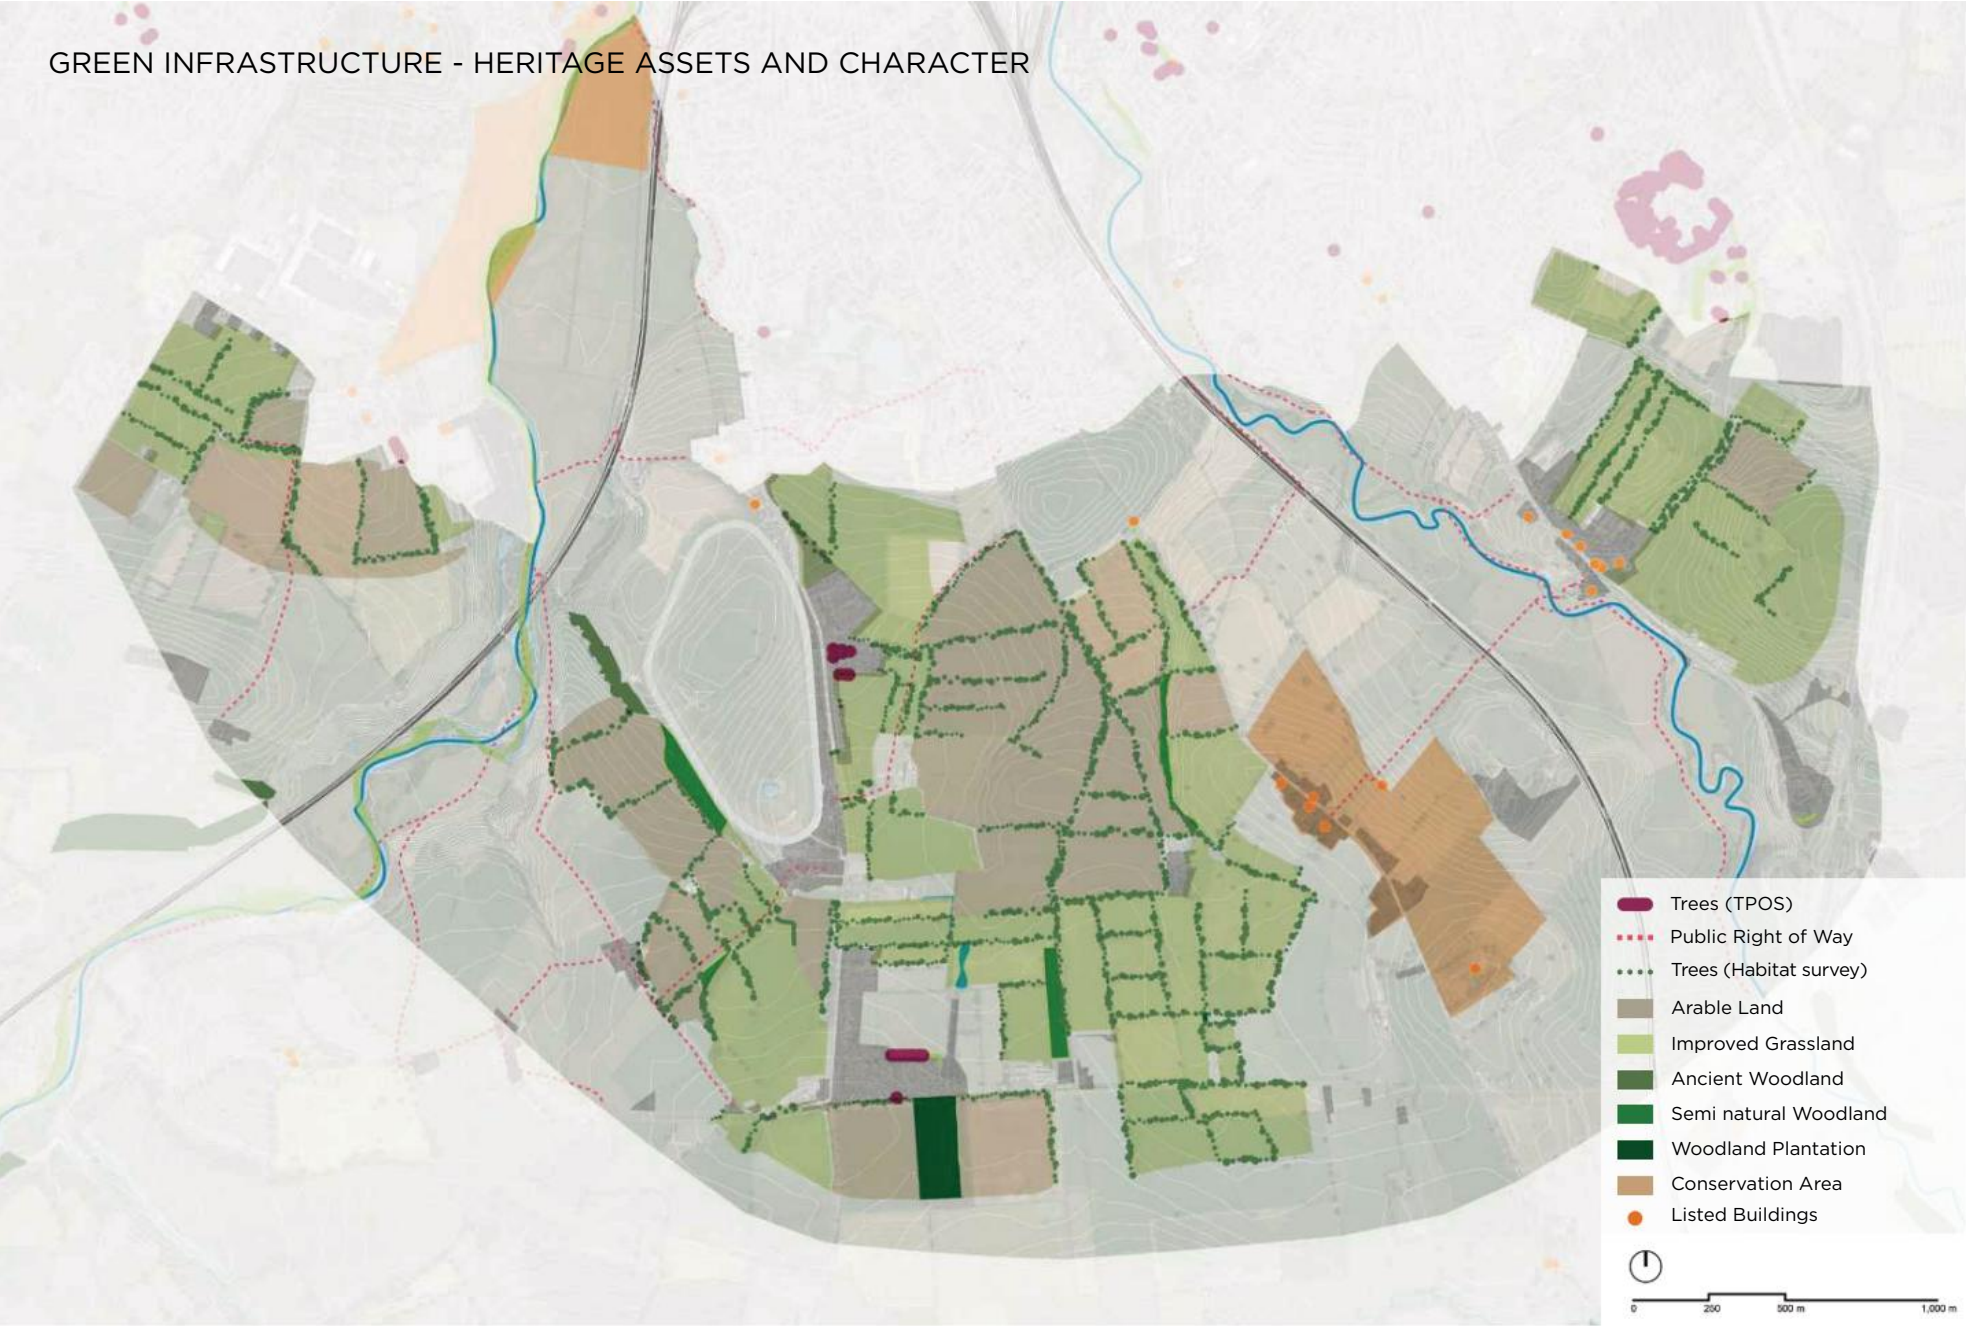 GREEN INFRASTRUCTURE - HERITAGE ASSETS AND CHARACTER
Trees (TPOS)
Public Right of Way
Trees (Habitat survey)
Arable Land
Improved Grassland
Ancient Woodland
Semi natural Woodland
Woodland Plantation
Conservation Area
Listed Buildings
0 250 500 m 1,000 m